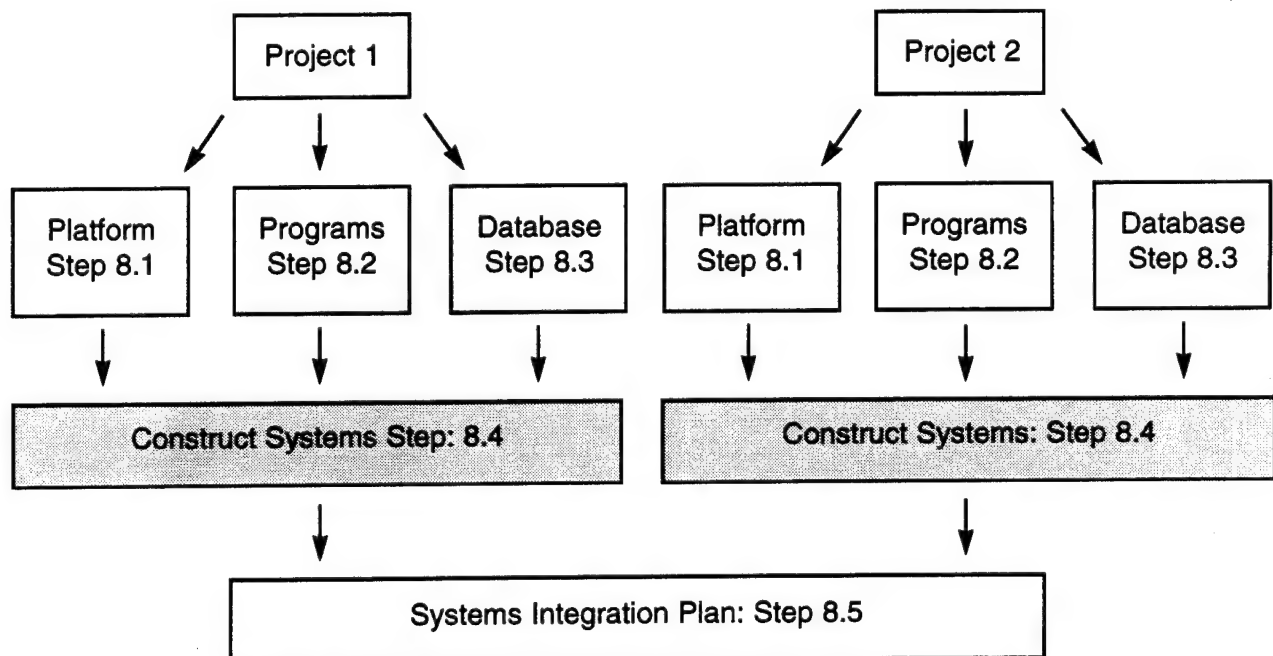 Project 1
Project 2
Platform
Step 8.1
Programs
Step 8.2
Database
Step 8.3
Platform
Step 8.1
Programs
Step 8.2
Database
Step 8.3
Construct Systems Step: 8.4
Construct Systems: Step 8.4
Systems Integration Plan: Step 8.5